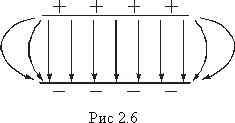 + + + +
− − − −
Рис 2.6